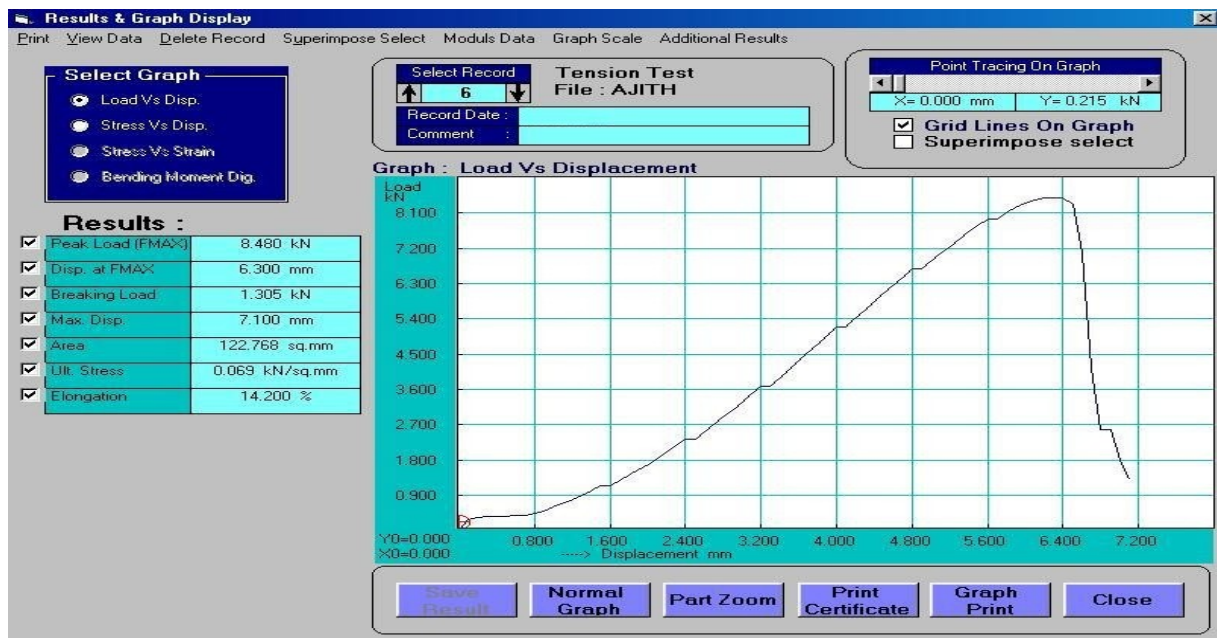 Results & Graph Display
Print View Data Delete Record Superimpose Select Moduls Data Graph Scale Additional Results
Select Graph
Load Vs Disp.
Stress Vs Disp.
Stress Vs Strain
Bending Moment Dig.
Select Record
6
Tension Test
File : AJITH
Record Date :
Comment :
Point Tracing On Graph
X= 0.000 mm Y= 0.215 kN
Grid Lines On Graph
Superimpose select
Results :
Peak Load (FMAX) 8.480 kN
Disp. at FMAX 6.300 mm
Breaking Load 1.305 kN
Max. Disp. 7.100 mm
Area 122.768 sq.mm
Ult. Stress 0.069 kN/sq.mm
Elongation 14.200 %
Graph : Load Vs Displacement
Load
kN
8.100
7.200
6.300
5.400
4.500
3.600
2.700
1.800
0.900
Y0=0.000
X0=0.000
0.800 1.600 2.400 3.200 4.000 4.800 5.600 6.400 7.200
----> Displacement mm
Save Result
Normal Graph
Part Zoom
Print Certificate
Graph Print
Close